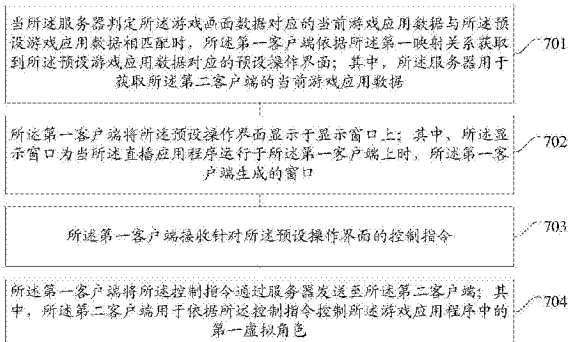 当所述服务器判定所述游戏画面数据对应的当前游戏应用数据与所述预
设游戏应用数据相匹配时，所述第一客户端依据所述第一映射关系获取
到所述预设游戏应用数据对应的预设操作界面；其中，所述服务器用于
获取所述第二客户端的当前游戏应用数据
701
所述第一客户端将所述预设操作界面显示于显示窗口上；其中，所述显
示窗口为当所述直播应用程序运行于所述第一客户端上时，所述第一客
户端生成的窗口
702
所述第一客户端接收针对所述预设操作界面的控制指令
703
所述第一客户端将所述控制指令通过服务器发送至所述第二客户端；其
中，所述第二客户端用于依据所述控制指令控制所述游戏应用程序中的
第一虚拟角色
704